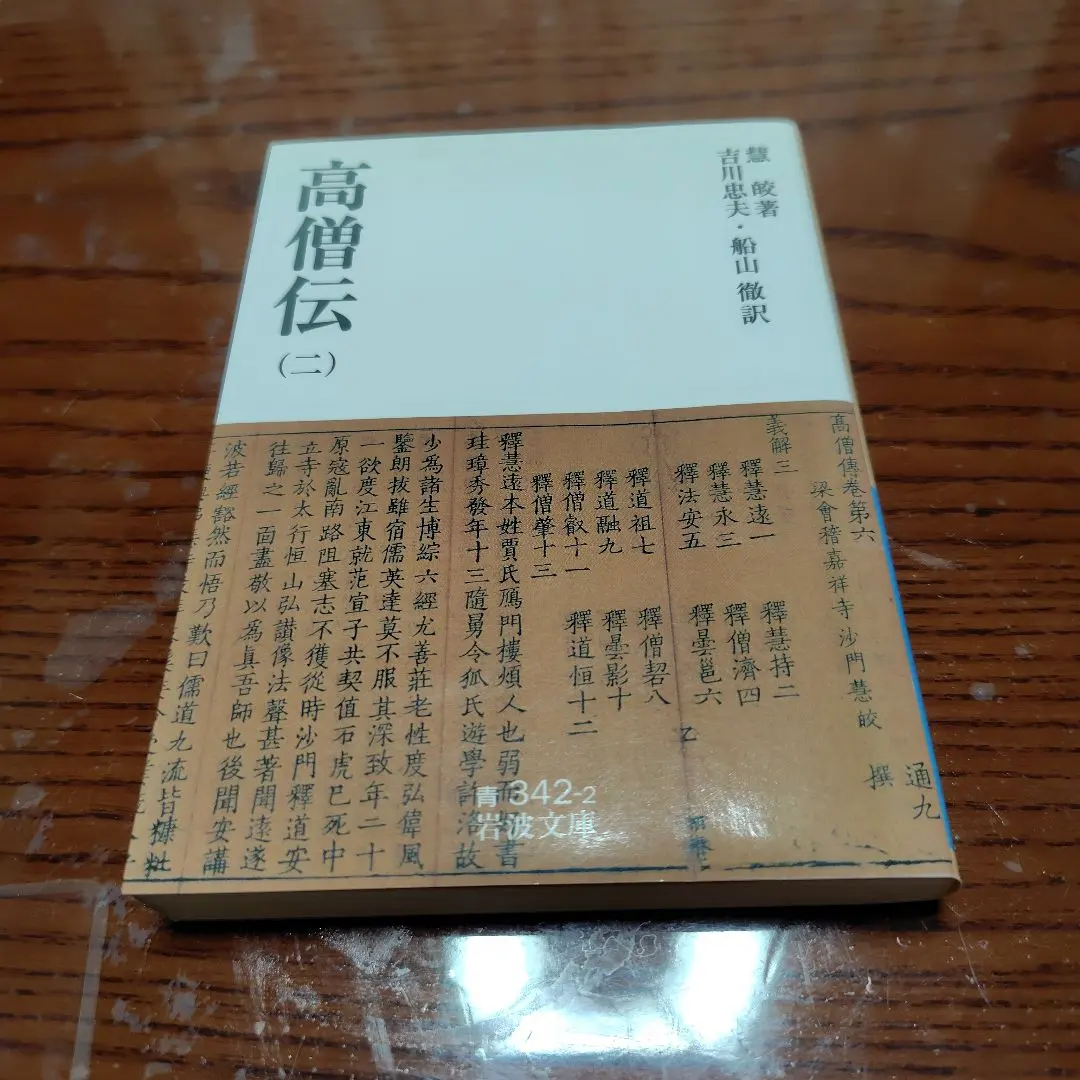 慧皎著
吉川忠夫・船山徹訳
高僧伝
(二)
高僧傳卷第六 通九
梁會稽嘉祥寺沙門慧皎 撰
義解三
釋慧遠一 釋慧持二
釋慧永三 釋僧濟四
釋法安五 釋曇邕六
乙
釋道祖七 釋僧䂮八
釋道融九 釋曇影十
釋僧叡十一 釋道恒十二
釋僧肇十三
釋慧遠本姓賈氏鴈門樓煩人也弱而書
珪璋秀發年十三隨舅令狐氏遊學許洛故
少爲諸生博綜六經尤善莊老性度弘偉風
鑒朗拔雖宿儒英達莫不服其深致年二十
一欲度江東就范宣子共契值石虎已死中
原寇亂南路阻塞志不獲從時沙門釋道安
立寺於太行恒山弘讃像法聲甚著聞遠遂
往歸之一面盡敬以爲真吾師也後聞安講
波若經豁然而悟乃歎曰儒道九流皆糠粃
青 342-2
岩波文庫